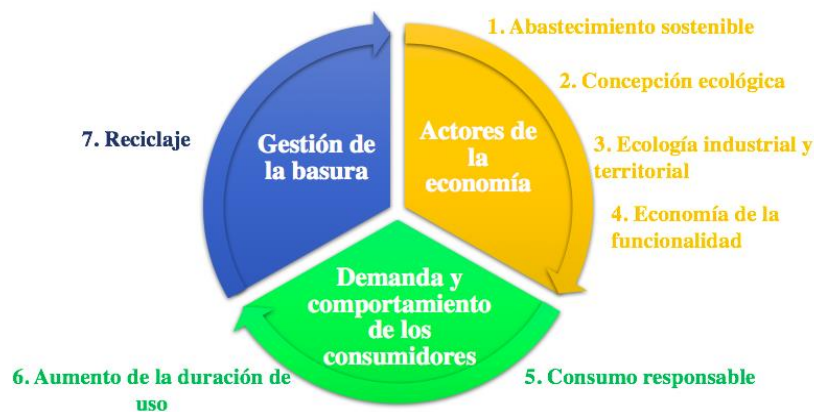 1. Abastecimiento sostenible
2. Concepción ecológica
3. Ecología industrial y
territorial
4. Economía de la
funcionalidad
Actores de
la
economía
Demanda y
comportamiento
de los
consumidores
5. Consumo responsable
6. Aumento de la duración de
uso
Gestión de
la basura
7. Reciclaje